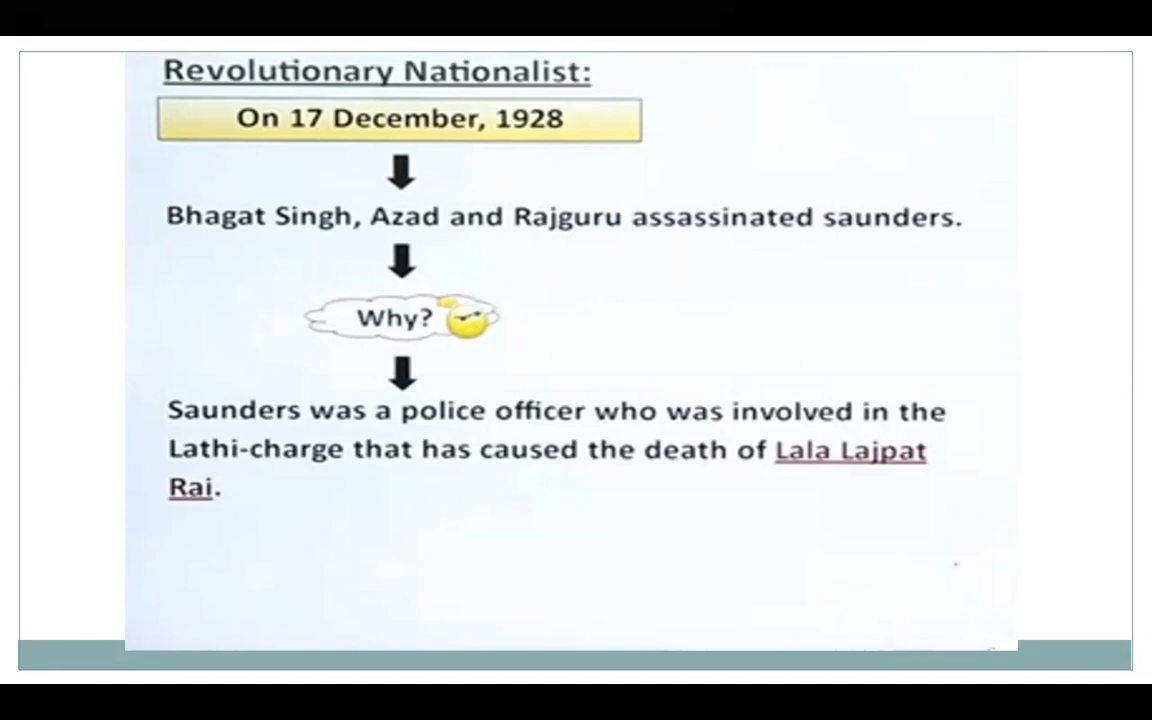 Revolutionary Nationalist:
On 17 December, 1928
Bhagat Singh, Azad and Rajguru assassinated saunders.
Why?
Saunders was a police officer who was involved in the
Lathi-charge that has caused the death of Lala Lajpat
Rai.